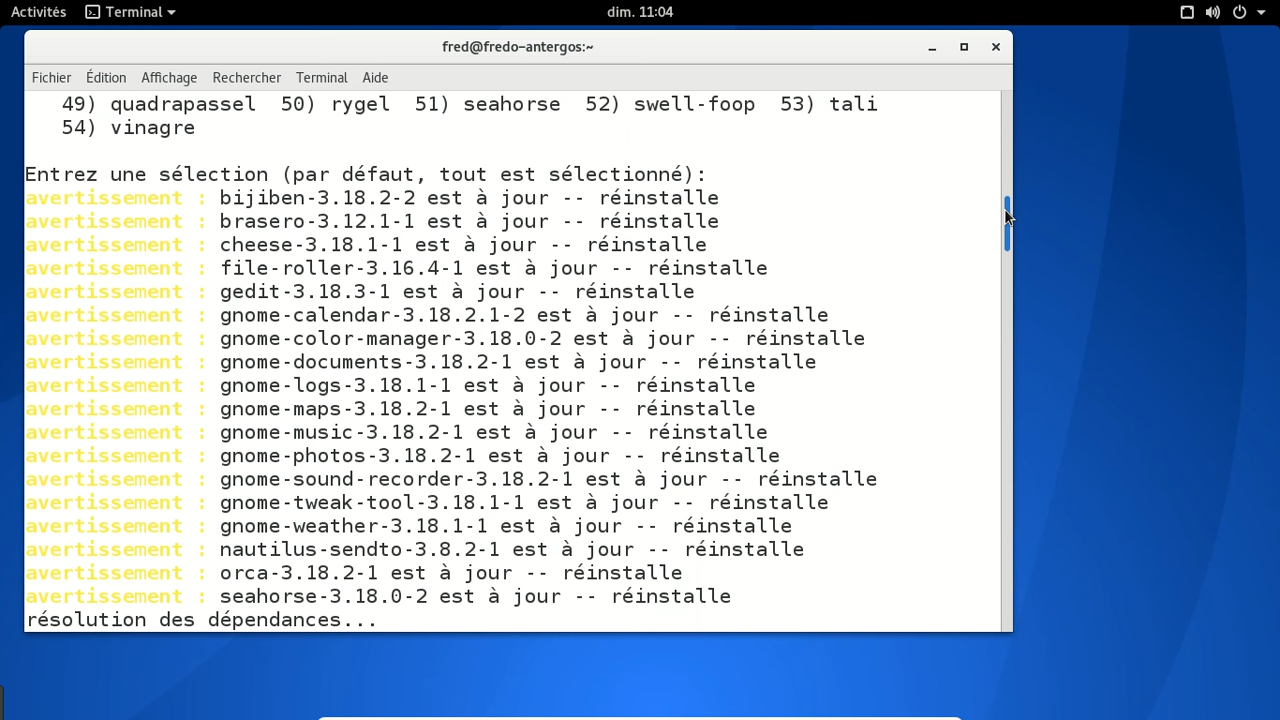 Activités Terminal dim. 11:04
fred@fredo-antergos:~
Fichier Édition Affichage Rechercher Terminal Aide
49) quadrapassel 50) rygel 51) seahorse 52) swell-foop 53) tali
54) vinagre
Entrez une sélection (par défaut, tout est sélectionné):
avertissement : bijiben-3.18.2-2 est à jour -- réinstalle
avertissement : brasero-3.12.1-1 est à jour -- réinstalle
avertissement : cheese-3.18.1-1 est à jour -- réinstalle
avertissement : file-roller-3.16.4-1 est à jour -- réinstalle
avertissement : gedit-3.18.3-1 est à jour -- réinstalle
avertissement : gnome-calendar-3.18.2.1-2 est à jour -- réinstalle
avertissement : gnome-color-manager-3.18.0-2 est à jour -- réinstalle
avertissement : gnome-documents-3.18.2-1 est à jour -- réinstalle
avertissement : gnome-logs-3.18.1-1 est à jour -- réinstalle
avertissement : gnome-maps-3.18.2-1 est à jour -- réinstalle
avertissement : gnome-music-3.18.2-1 est à jour -- réinstalle
avertissement : gnome-photos-3.18.2-1 est à jour -- réinstalle
avertissement : gnome-sound-recorder-3.18.2-1 est à jour -- réinstalle
avertissement : gnome-tweak-tool-3.18.1-1 est à jour -- réinstalle
avertissement : gnome-weather-3.18.1-1 est à jour -- réinstalle
avertissement : nautilus-sendto-3.8.2-1 est à jour -- réinstalle
avertissement : orca-3.18.2-1 est à jour -- réinstalle
avertissement : seahorse-3.18.0-2 est à jour -- réinstalle
résolution des dépendances...